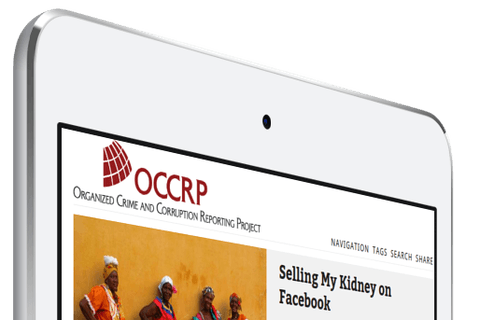 OCCRP
ORGANIZED CRIME AND CORRUPTION REPORTING PROJECT
NAVIGATION TAGS SEARCH SHARE
Selling My Kidney on
Facebook